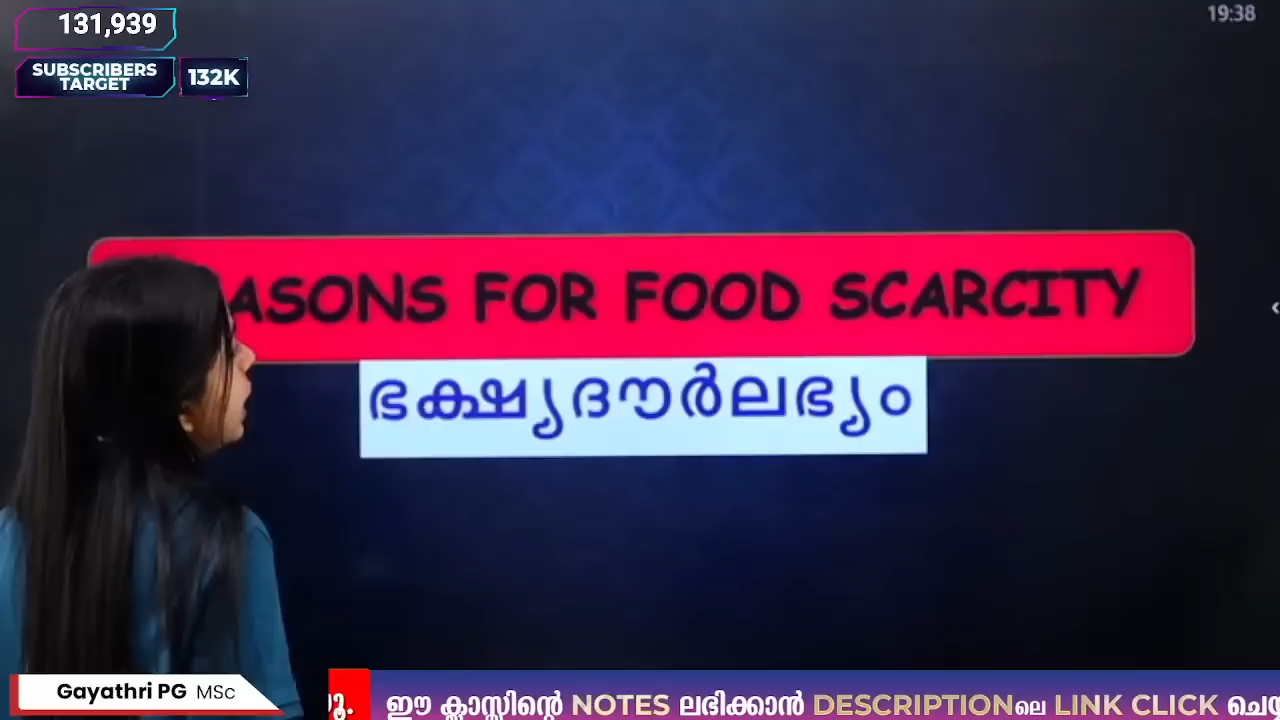 131,939
19:38
SUBSCRIBERS
TARGET
132K
ASONS FOR FOOD SCARCITY
ഭക്ഷ്യദൗർലഭ്യം
Gayathri PG MSc
ഈ ക്ലാസ്സിന്റെ NOTES ലഭിക്കാൻ DESCRIPTIONലെ LINK CLICK